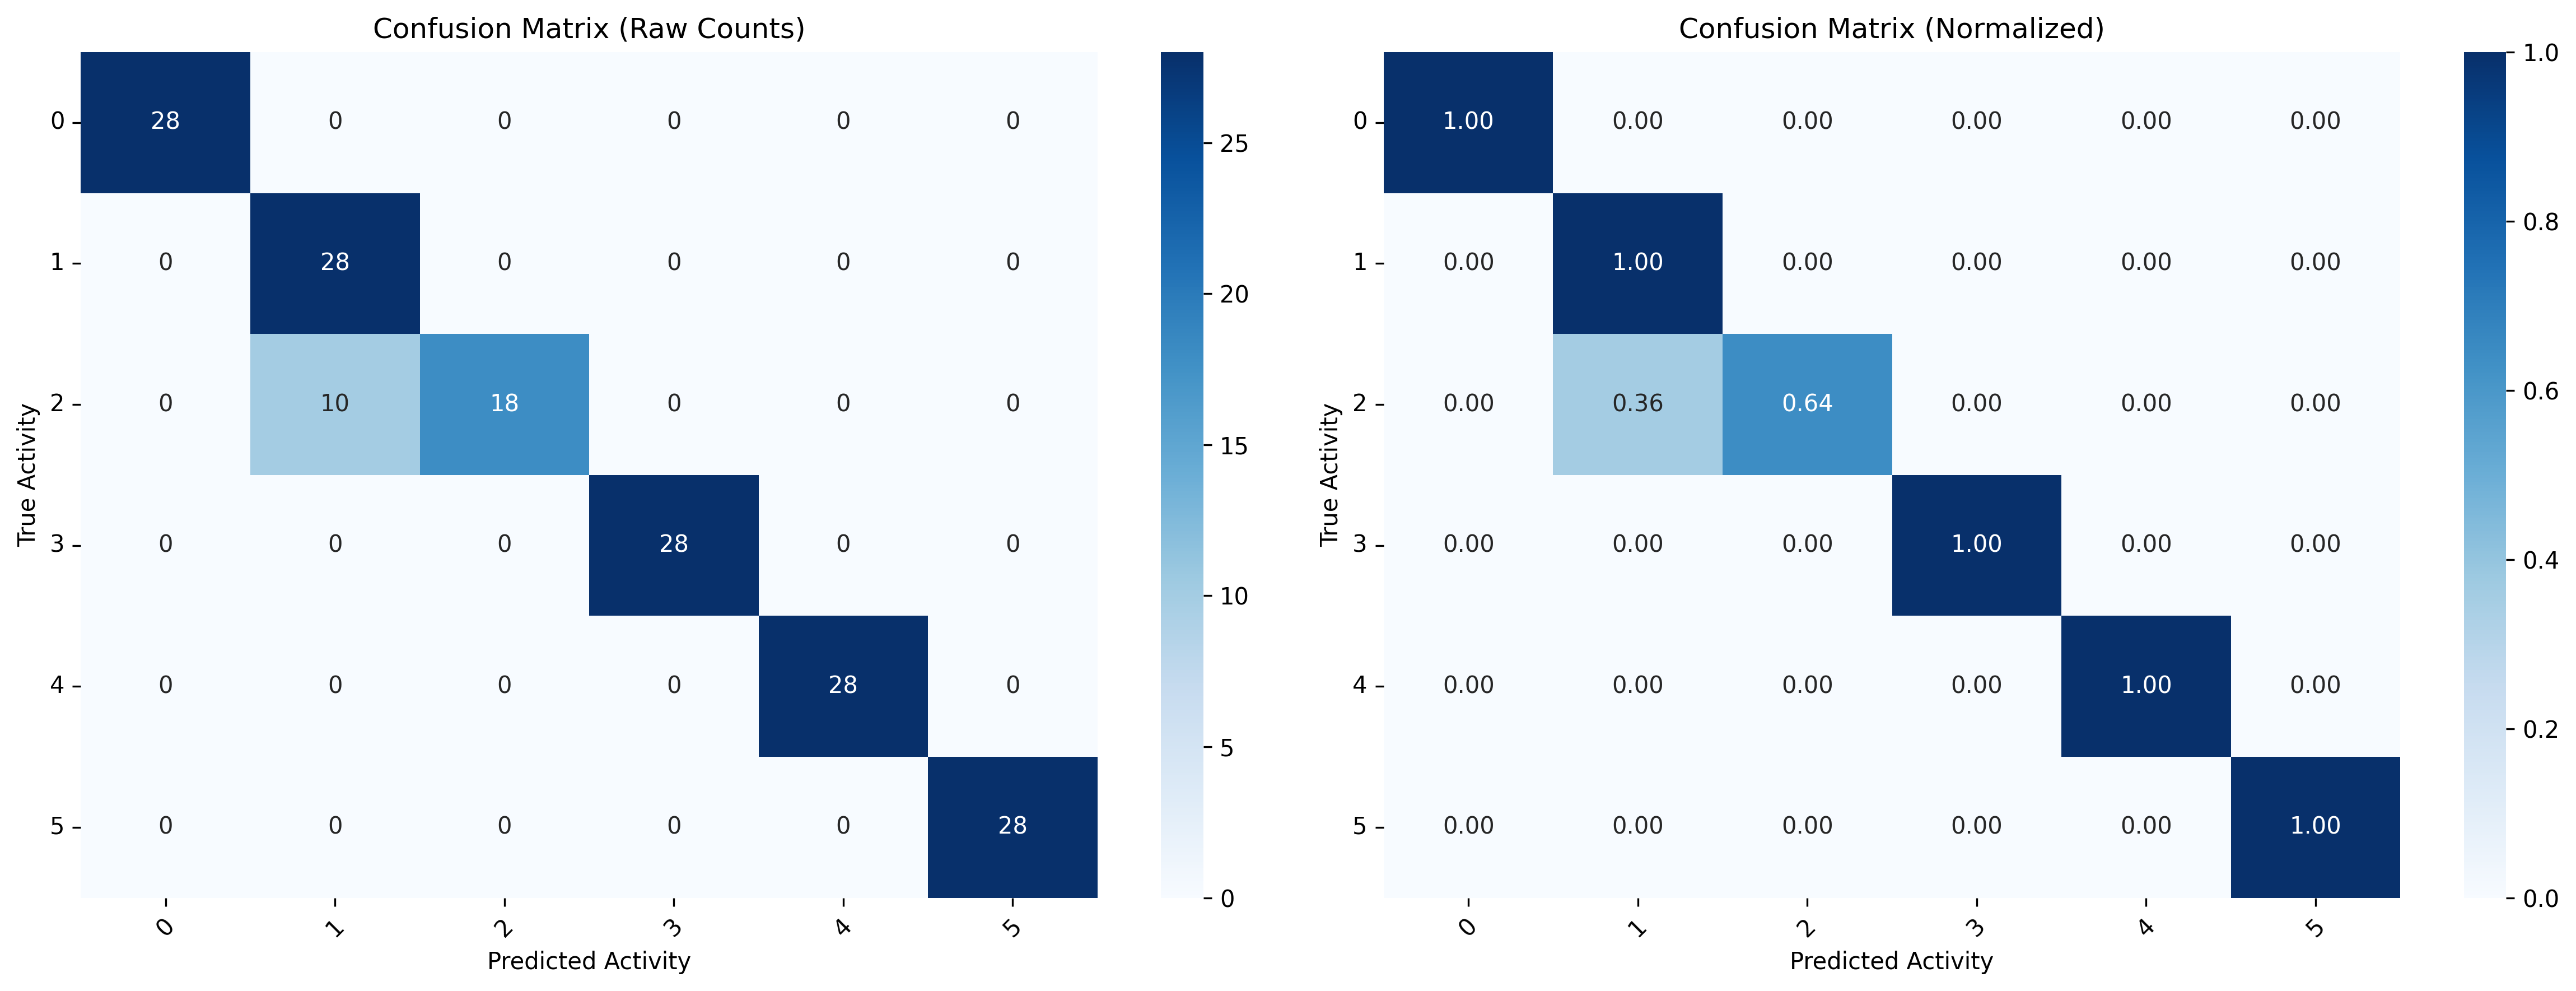 Confusion Matrix (Raw Counts)
0 28 0 0 0 0 0
1 0 28 0 0 0 0
2 0 10 18 0 0 0
3 0 0 0 28 0 0
4 0 0 0 0 28 0
5 0 0 0 0 0 28
0 1 2 3 4 5
True Activity
Predicted Activity
25
20
15
10
5
0
Confusion Matrix (Normalized)
0 1.00 0.00 0.00 0.00 0.00 0.00
1 0.00 1.00 0.00 0.00 0.00 0.00
2 0.00 0.36 0.64 0.00 0.00 0.00
3 0.00 0.00 0.00 1.00 0.00 0.00
4 0.00 0.00 0.00 0.00 1.00 0.00
5 0.00 0.00 0.00 0.00 0.00 1.00
0 1 2 3 4 5
True Activity
Predicted Activity
1.0
0.8
0.6
0.4
0.2
0.0